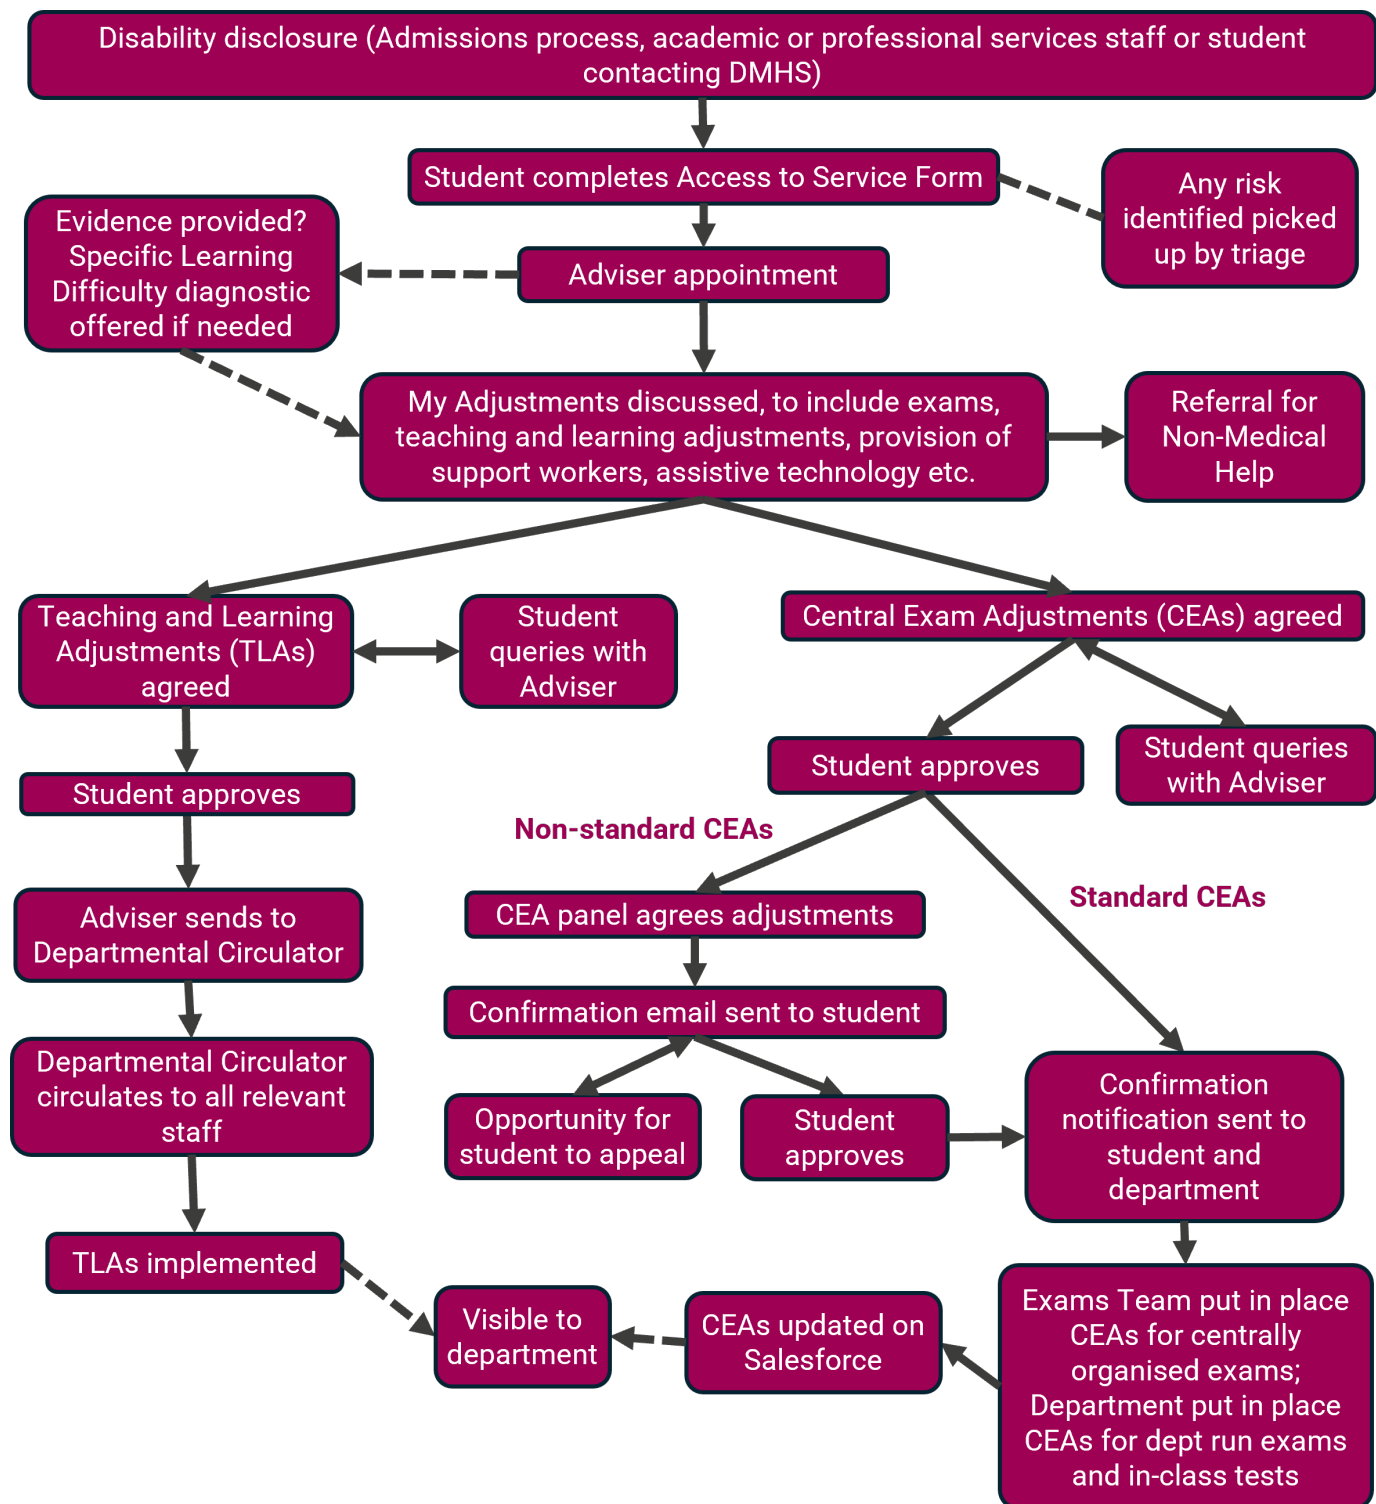 Disability disclosure (Admissions process, academic or professional services staff or student
contacting DMHS)
Student completes Access to Service Form
Any risk
identified picked
up by triage
Evidence provided?
Specific Learning
Difficulty diagnostic
offered if needed
Adviser appointment
My Adjustments discussed, to include exams,
teaching and learning adjustments, provision of
support workers, assistive technology etc.
Referral for
Non-Medical
Help
Teaching and Learning
Adjustments (TLAs)
agreed
Student
queries with
Adviser
Central Exam Adjustments (CEAs) agreed
Student approves
Student queries
with Adviser
Student approves
Non-standard CEAs
Standard CEAs
Adviser sends to
Departmental Circulator
CEA panel agrees adjustments
Confirmation email sent to student
Departmental Circulator
circulates to all relevant
staff
Opportunity for
student to appeal
Student
approves
Confirmation
notification sent to
student and
department
TLAs implemented
Visible to
department
CEAs updated on
Salesforce
Exams Team put in place
CEAs for centrally
organised exams;
Department put in place
CEAs for dept run exams
and in-class tests